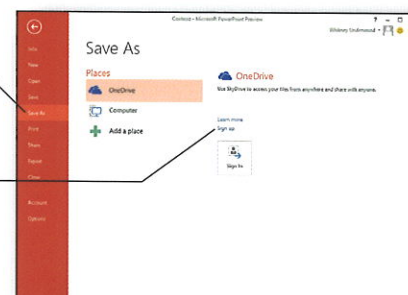 Contoso - Microsoft PowerPoint Preview
Whitney Underwood
Info
New
Open
Save
Save As
Print
Share
Export
Close
Account
Options
Save As
Places
OneDrive
Computer
Add a place
OneDrive
Use SkyDrive to access your files from anywhere and share with anyone.
Learn more
Sign up
Sign In